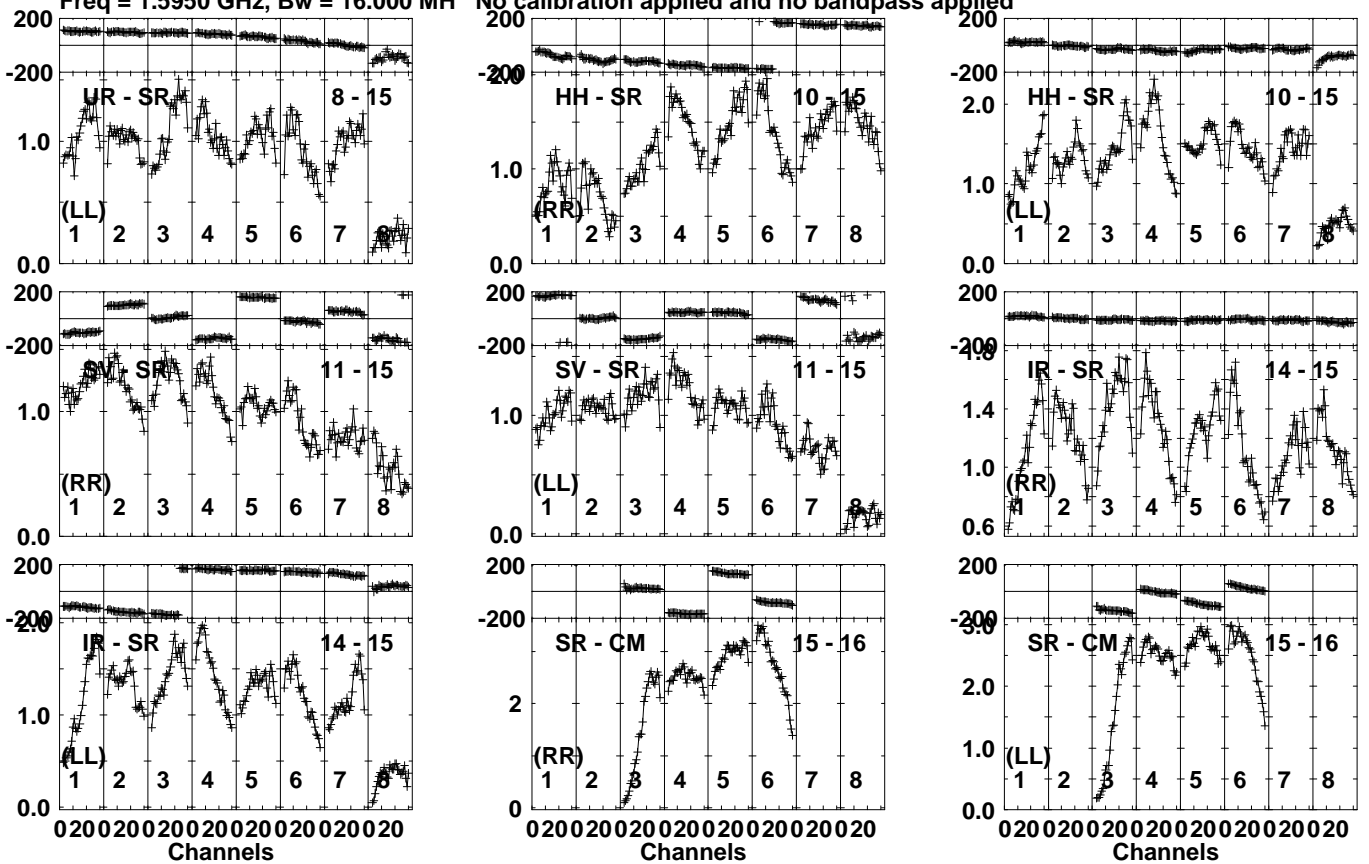 Freq = 1.5950 GHz, Bw = 16.000 MH No calibration applied and no bandpass applied
200 200 200
-200 -200 -200
2.0
UR - SR 8 - 15 HH - SR 10 - 15 HH - SR 10 - 15
2.0
1.0 1.0 1.0
(LL) (RR) (LL)
1 2 3 4 5 6 7 8 1 2 3 4 5 6 7 8 1 2 3 4 5 6 7 8
0.0 0.0 0.0
200 200 200
-200 -200 -200
1.8
SV - SR 11 - 15 SV - SR 11 - 15 IR - SR 14 - 15
1.0 1.0 1.4
1.0
(RR) (LL) (RR)
1 2 3 4 5 6 7 8 1 2 3 4 5 6 7 8 1 2 3 4 5 6 7 8
0.0 0.0 0.6
200 200 200
-200 -200 -200
2.0 3.0
IR - SR 14 - 15 SR - CM 15 - 16 SR - CM 15 - 16
1.0 2 2.0
(LL) (RR) 1.0 (LL)
1 2 3 4 5 6 7 8 1 2 3 4 5 6 7 8 1 2 3 4 5 6 7 8
0.0 0 0.0
0 20 0 20 0 20 0 20 0 20 0 20 0 20 0 20 0 20 0 20 0 20 0 20 0 20 0 20 0 20 0 20 0 20 0 20 0 20 0 20 0 20 0 20 0 20 0 20
Channels Channels Channels